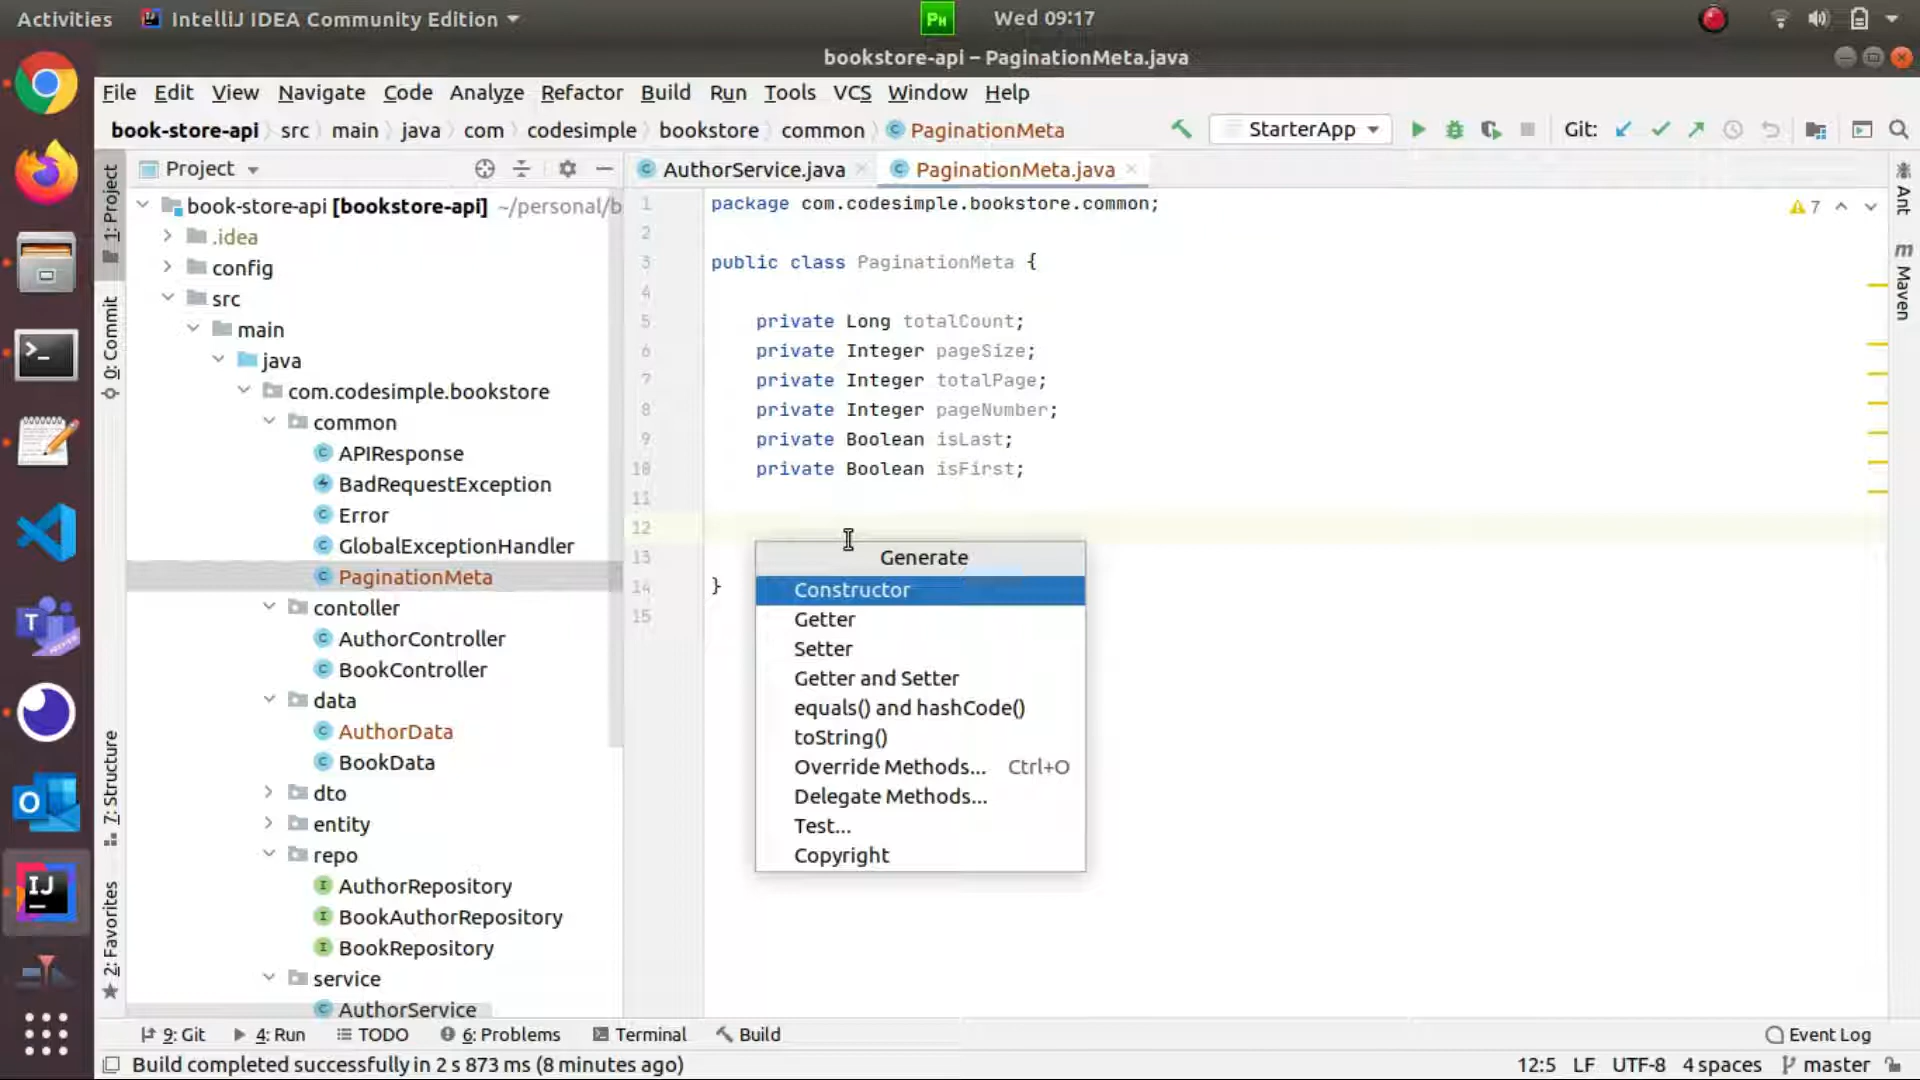 Activities IntelliJ IDEA Community Edition PH Wed 09:17
bookstore-api – PaginationMeta.java
File Edit View Navigate Code Analyze Refactor Build Run Tools VCS Window Help
book-store-api src main java com codesimple bookstore common PaginationMeta StarterApp Git:
Project AuthorService.java PaginationMeta.java
1: Project
0: Commit
7: Structure
2: Favorites
book-store-api [bookstore-api] ~/personal/b
.idea
config
src
main
java
com.codesimple.bookstore
common
APIResponse
BadRequestException
Error
GlobalExceptionHandler
PaginationMeta
contoller
AuthorController
BookController
data
AuthorData
BookData
dto
entity
repo
AuthorRepository
BookAuthorRepository
BookRepository
service
AuthorService
1 package com.codesimple.bookstore.common;
2
3 public class PaginationMeta {
4
5 private Long totalCount;
6 private Integer pageSize;
7 private Integer totalPage;
8 private Integer pageNumber;
9 private Boolean isLast;
10 private Boolean isFirst;
11
12
13
14 }
15
7
Generate
Constructor
Getter
Setter
Getter and Setter
equals() and hashCode()
toString()
Override Methods... Ctrl+O
Delegate Methods...
Test...
Copyright
Ant
m Maven
9: Git 4: Run TODO 6: Problems Terminal Build Event Log
Build completed successfully in 2 s 873 ms (8 minutes ago) 12:5 LF UTF-8 4 spaces master